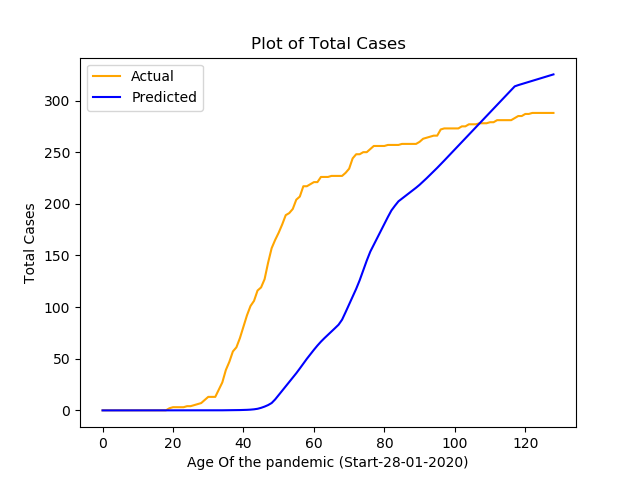 Plot of Total Cases
Actual
Predicted
300
250
200
150
100
50
0
Total Cases
0 20 40 60 80 100 120
Age Of the pandemic (Start-28-01-2020)